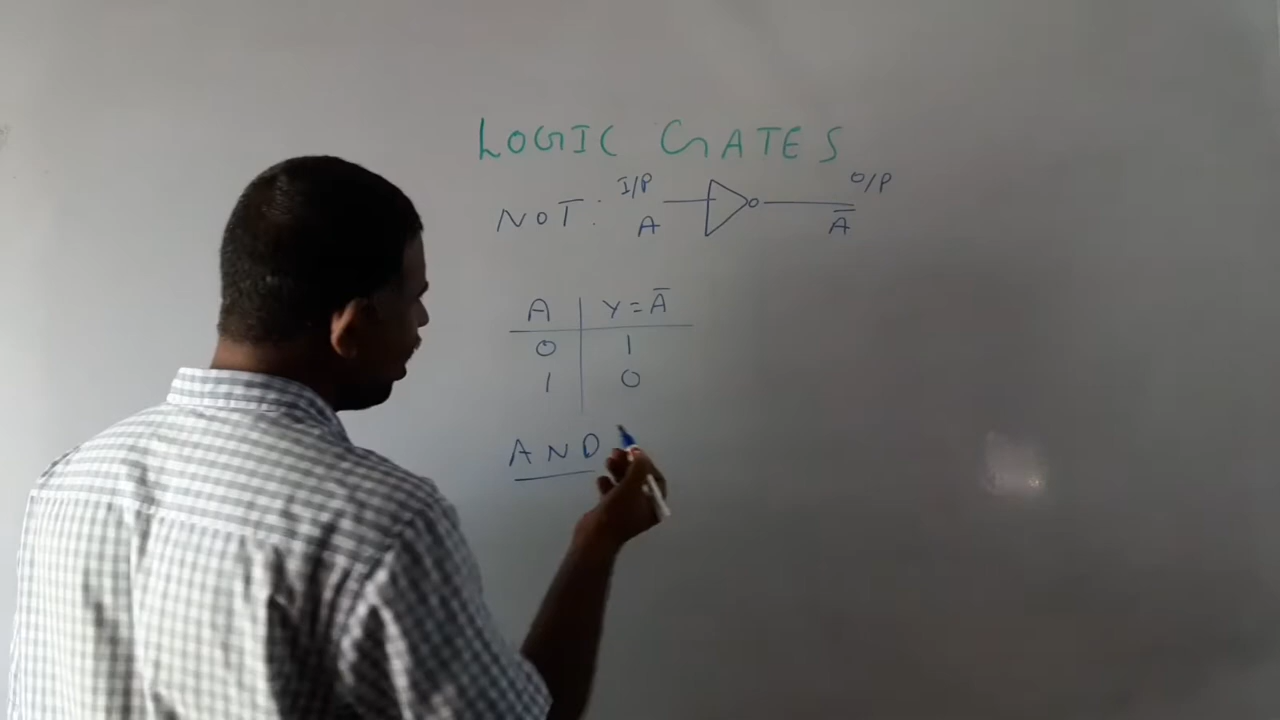 LOGIC GATES
NOT: I/P O/P
A Ā
A Y = Ā
0 1
1 0
AND